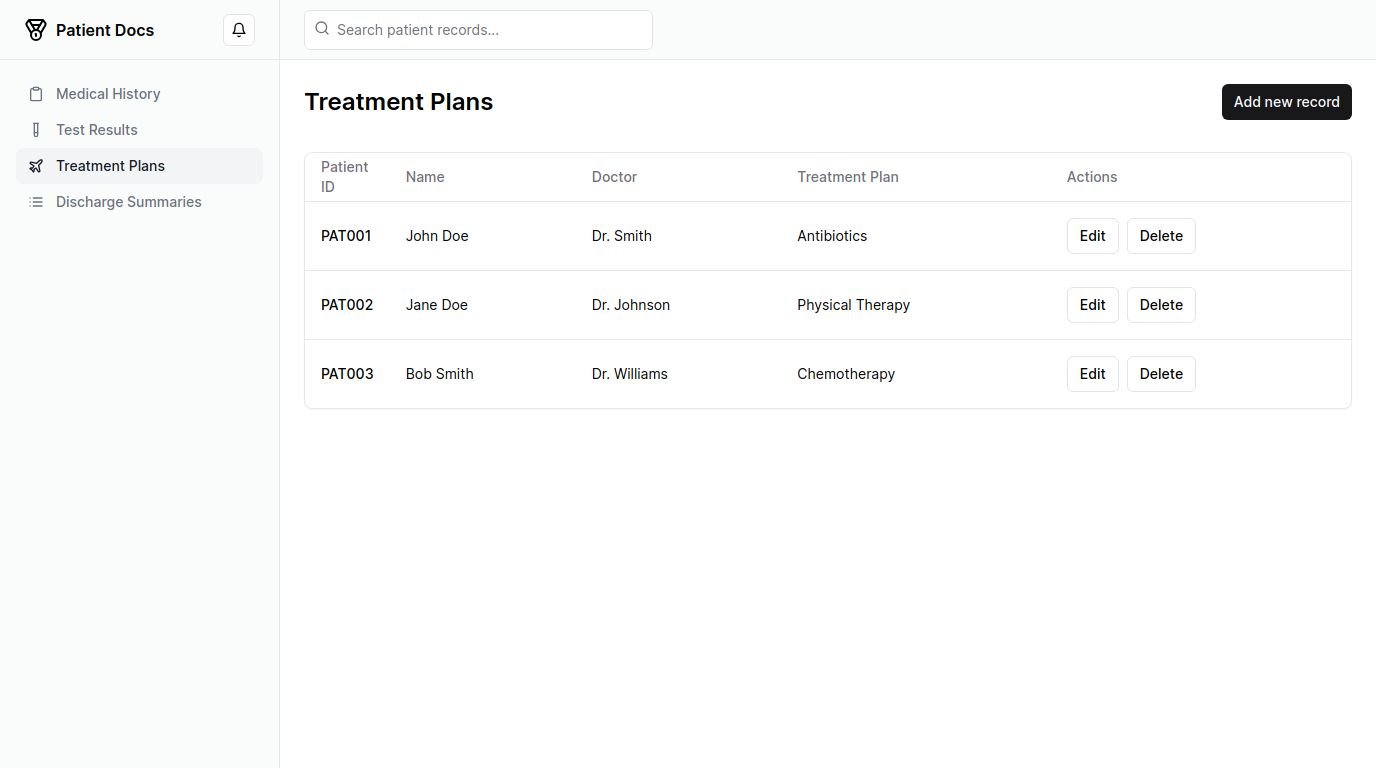 Patient Docs
Search patient records...
Medical History
Test Results
Treatment Plans
Discharge Summaries
Treatment Plans
Add new record
Patient ID Name Doctor Treatment Plan Actions
PAT001 John Doe Dr. Smith Antibiotics Edit Delete
PAT002 Jane Doe Dr. Johnson Physical Therapy Edit Delete
PAT003 Bob Smith Dr. Williams Chemotherapy Edit Delete